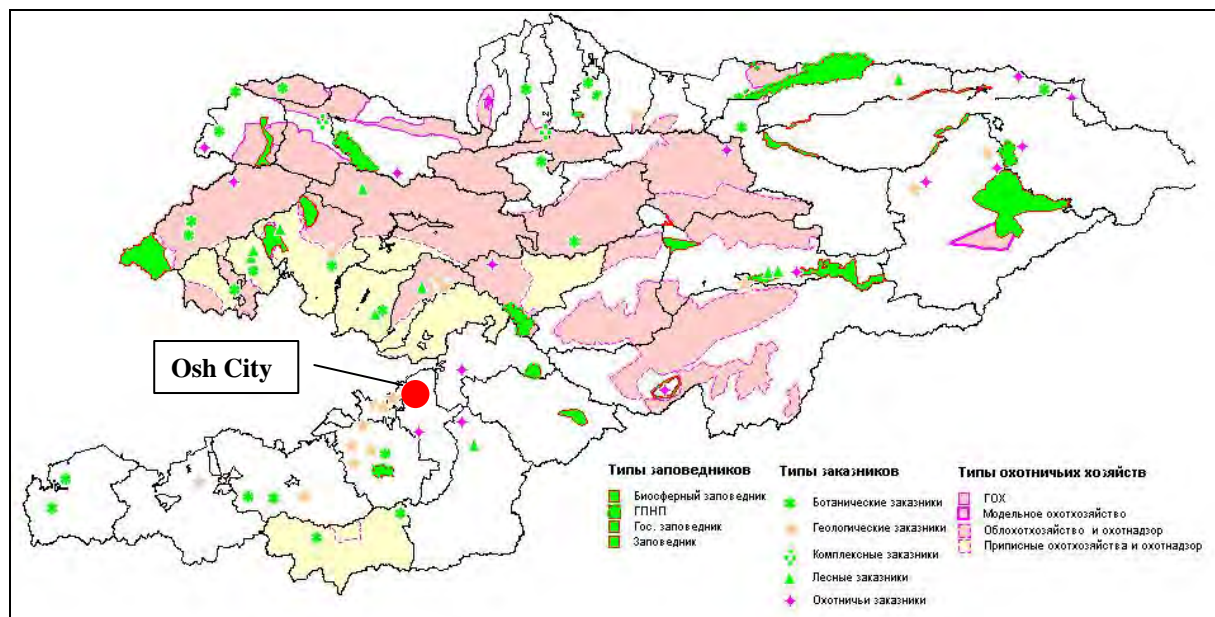 Osh City
Типы заповедников
Биосферный заповедник
ГПНП
Гос. заповедник
Заповедник
Типы заказников
Ботанические заказники
Геологические заказники
Комплексные заказники
Лесные заказники
Охотничьи заказники
Типы охотничьих хозяйств
ГОХ
Модельное охотхозяйство
Облохотхозяйство и охотнадзор
Приписные охотхозяйства и охотнадзор